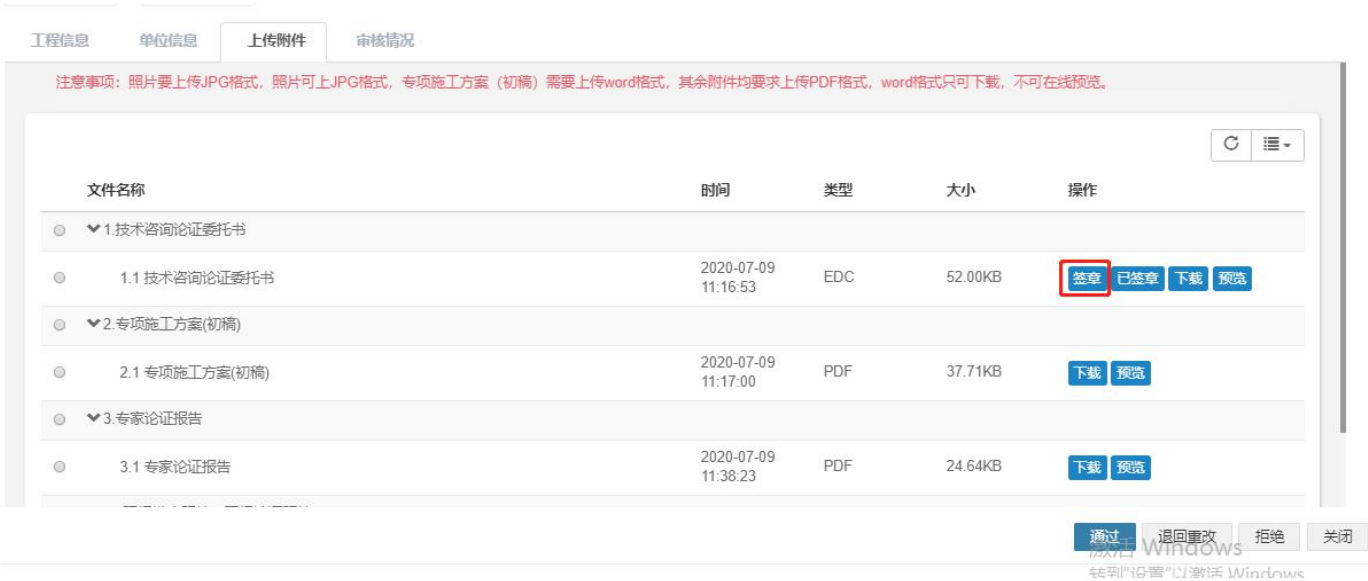 工程信息 单位信息 上传附件 审核情况
注意事项：照片要上传JPG格式，照片可上JPG格式，专项施工方案（初稿）需要上传word格式，其余附件均要求上传PDF格式，word格式只可下载，不可在线预览。
文件名称 时间 类型 大小 操作
1.技术咨询论证委托书
1.1 技术咨询论证委托书 2020-07-09 11:16:53 EDC 52.00KB 签章 已签章 下载 预览
2.专项施工方案(初稿)
2.1 专项施工方案(初稿) 2020-07-09 11:17:00 PDF 37.71KB 下载 预览
3.专家论证报告
3.1 专家论证报告 2020-07-09 11:38:23 PDF 24.64KB 下载 预览
通过 退回重改 拒绝 关闭
激活 Windows
转到"设置"以激活 Windows